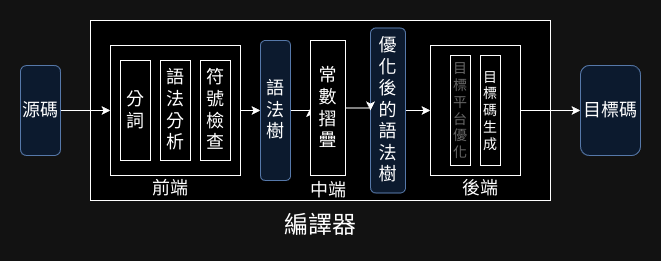 源碼
分詞
語法分析
符號檢查
前端
語法樹
常數摺疊
中端
優化後的語法樹
目標平台優化
目標碼生成
後端
目標碼
編譯器